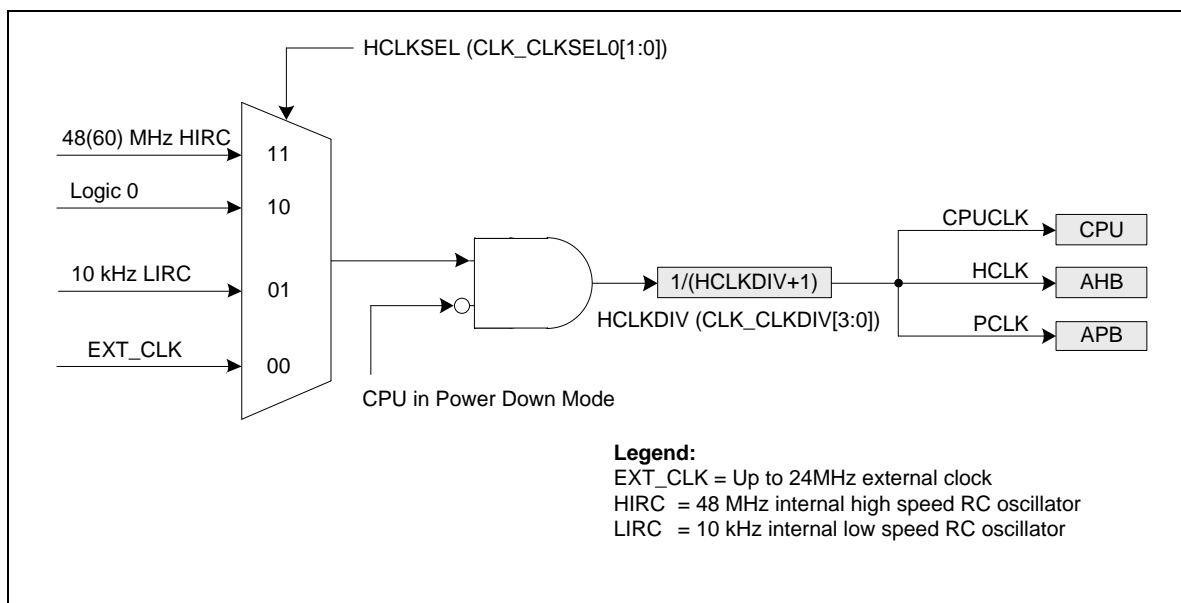 HCLKSEL (CLK_CLKSEL0[1:0])
48(60) MHz HIRC
11
Logic 0
10
10 kHz LIRC
01
EXT_CLK
00
CPU in Power Down Mode
1/(HCLKDIV+1)
HCLKDIV (CLK_CLKDIV[3:0])
CPUCLK
CPU
HCLK
AHB
PCLK
APB
Legend:
EXT_CLK = Up to 24MHz external clock
HIRC = 48 MHz internal high speed RC oscillator
LIRC = 10 kHz internal low speed RC oscillator